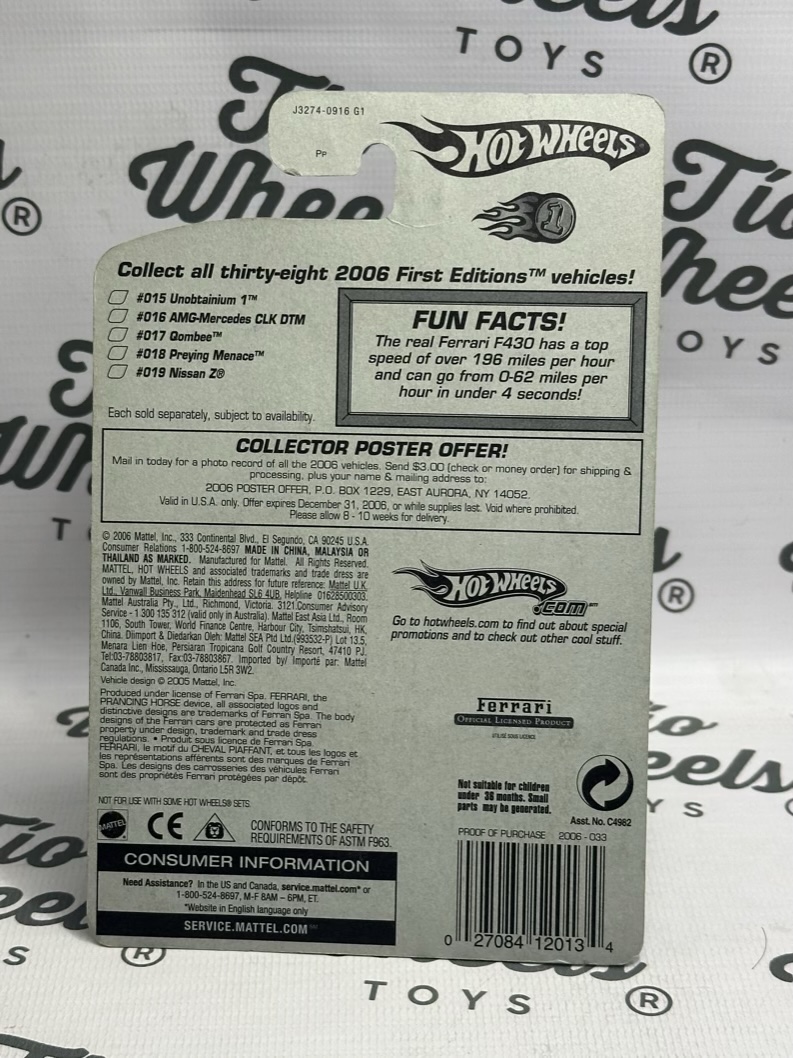 J3274-0916 G1
Pp
HOT WHEELS
1
Collect all thirty-eight 2006 First Editions™ vehicles!
#015 Unobtainium 1™
#016 AMG-Mercedes CLK DTM
#017 Qombee™
#018 Preying Menace™
#019 Nissan Z®
Each sold separately, subject to availability.
FUN FACTS!
The real Ferrari F430 has a top
speed of over 196 miles per hour
and can go from 0-62 miles per
hour in under 4 seconds!
COLLECTOR POSTER OFFER!
Mail in today for a photo record of all the 2006 vehicles. Send $3.00 (check or money order) for shipping &
processing, plus your name & mailing address to:
2006 POSTER OFFER, P.O. BOX 1229, EAST AURORA, NY 14052.
Valid in U.S.A. only. Offer expires December 31, 2006, or while supplies last. Void where prohibited.
Please allow 8 - 10 weeks for delivery.
© 2006 Mattel, Inc., 333 Continental Blvd., El Segundo, CA 90245 U.S.A.
Consumer Relations 1-800-524-8697 MADE IN CHINA, MALAYSIA OR
THAILAND AS MARKED. Manufactured for Mattel. All Rights Reserved.
MATTEL, HOT WHEELS and associated trademarks and trade dress are
owned by Mattel, Inc. Retain this address for future reference: Mattel U.K.
Ltd., Vanwall Business Park, Maidenhead SL6 4UB, Helpline 01628500303.
Mattel Australia Pty., Ltd., Richmond, Victoria. 3121.Consumer Advisory
Service - 1 300 135 312 (valid only in Australia). Mattel East Asia Ltd., Room
1106, South Tower, World Finance Centre, Harbour City, Tsimshatsui, HK,
China. Diimport & Diedarkan Oleh: Mattel SEA Ptd Ltd.(993532-P) Lot 13.5,
Menara Lien Hoe, Persiaran Tropicana Golf Country Resort, 47410 PJ.
Tel:03-78803817, Fax:03-78803867. Imported by/ Importé par: Mattel
Canada Inc., Mississauga, Ontario L5R 3W2.
Vehicle design © 2005 Mattel, Inc.
Produced under license of Ferrari Spa. FERRARI, the
PRANCING HORSE device, all associated logos and
distinctive designs are trademarks of Ferrari Spa. The body
designs of the Ferrari cars are protected as Ferrari
property under design, trademark and trade dress
regulations. • Produit sous licence de Ferrari Spa.
FERRARI, le motif du CHEVAL PIAFFANT, et tous les logos et
les représentations afférents sont des marques de Ferrari
Spa. Les designs des carrosseries des véhicules Ferrari
sont des propriétés Ferrari protégées par dépôt.
HOT WHEELS
.COM™
Go to hotwheels.com to find out about special
promotions and to check out other cool stuff.
Ferrari
OFFICIAL LICENSED PRODUCT
UTILISÉ SOUS LICENCE
Not suitable for children
under 36 months. Small
parts may be generated.
Asst. No. C4982
NOT FOR USE WITH SOME HOT WHEELS® SETS.
MATTEL
CE
CONFORMS TO THE SAFETY
REQUIREMENTS OF ASTM F963.
CONSUMER INFORMATION
Need Assistance? In the US and Canada, service.mattel.com* or
1-800-524-8697, M-F 8AM – 6PM, ET.
*Website in English language only
SERVICE.MATTEL.COM℠
PROOF OF PURCHASE 2006 - 033
0 27084 12013 4
Tío
Wheels
TOYS ®